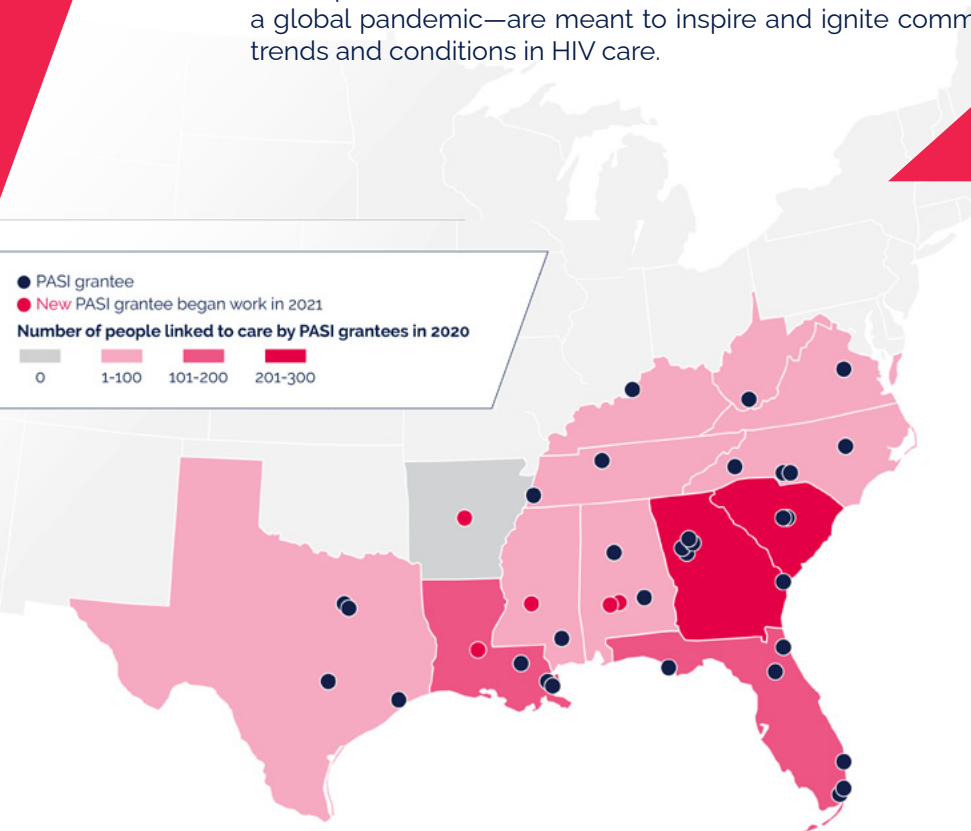 a global pandemic—are meant to inspire and ignite comm
trends and conditions in HIV care.
PASI grantee
New PASI grantee began work in 2021
Number of people linked to care by PASI grantees in 2020
0 1-100 101-200 201-300